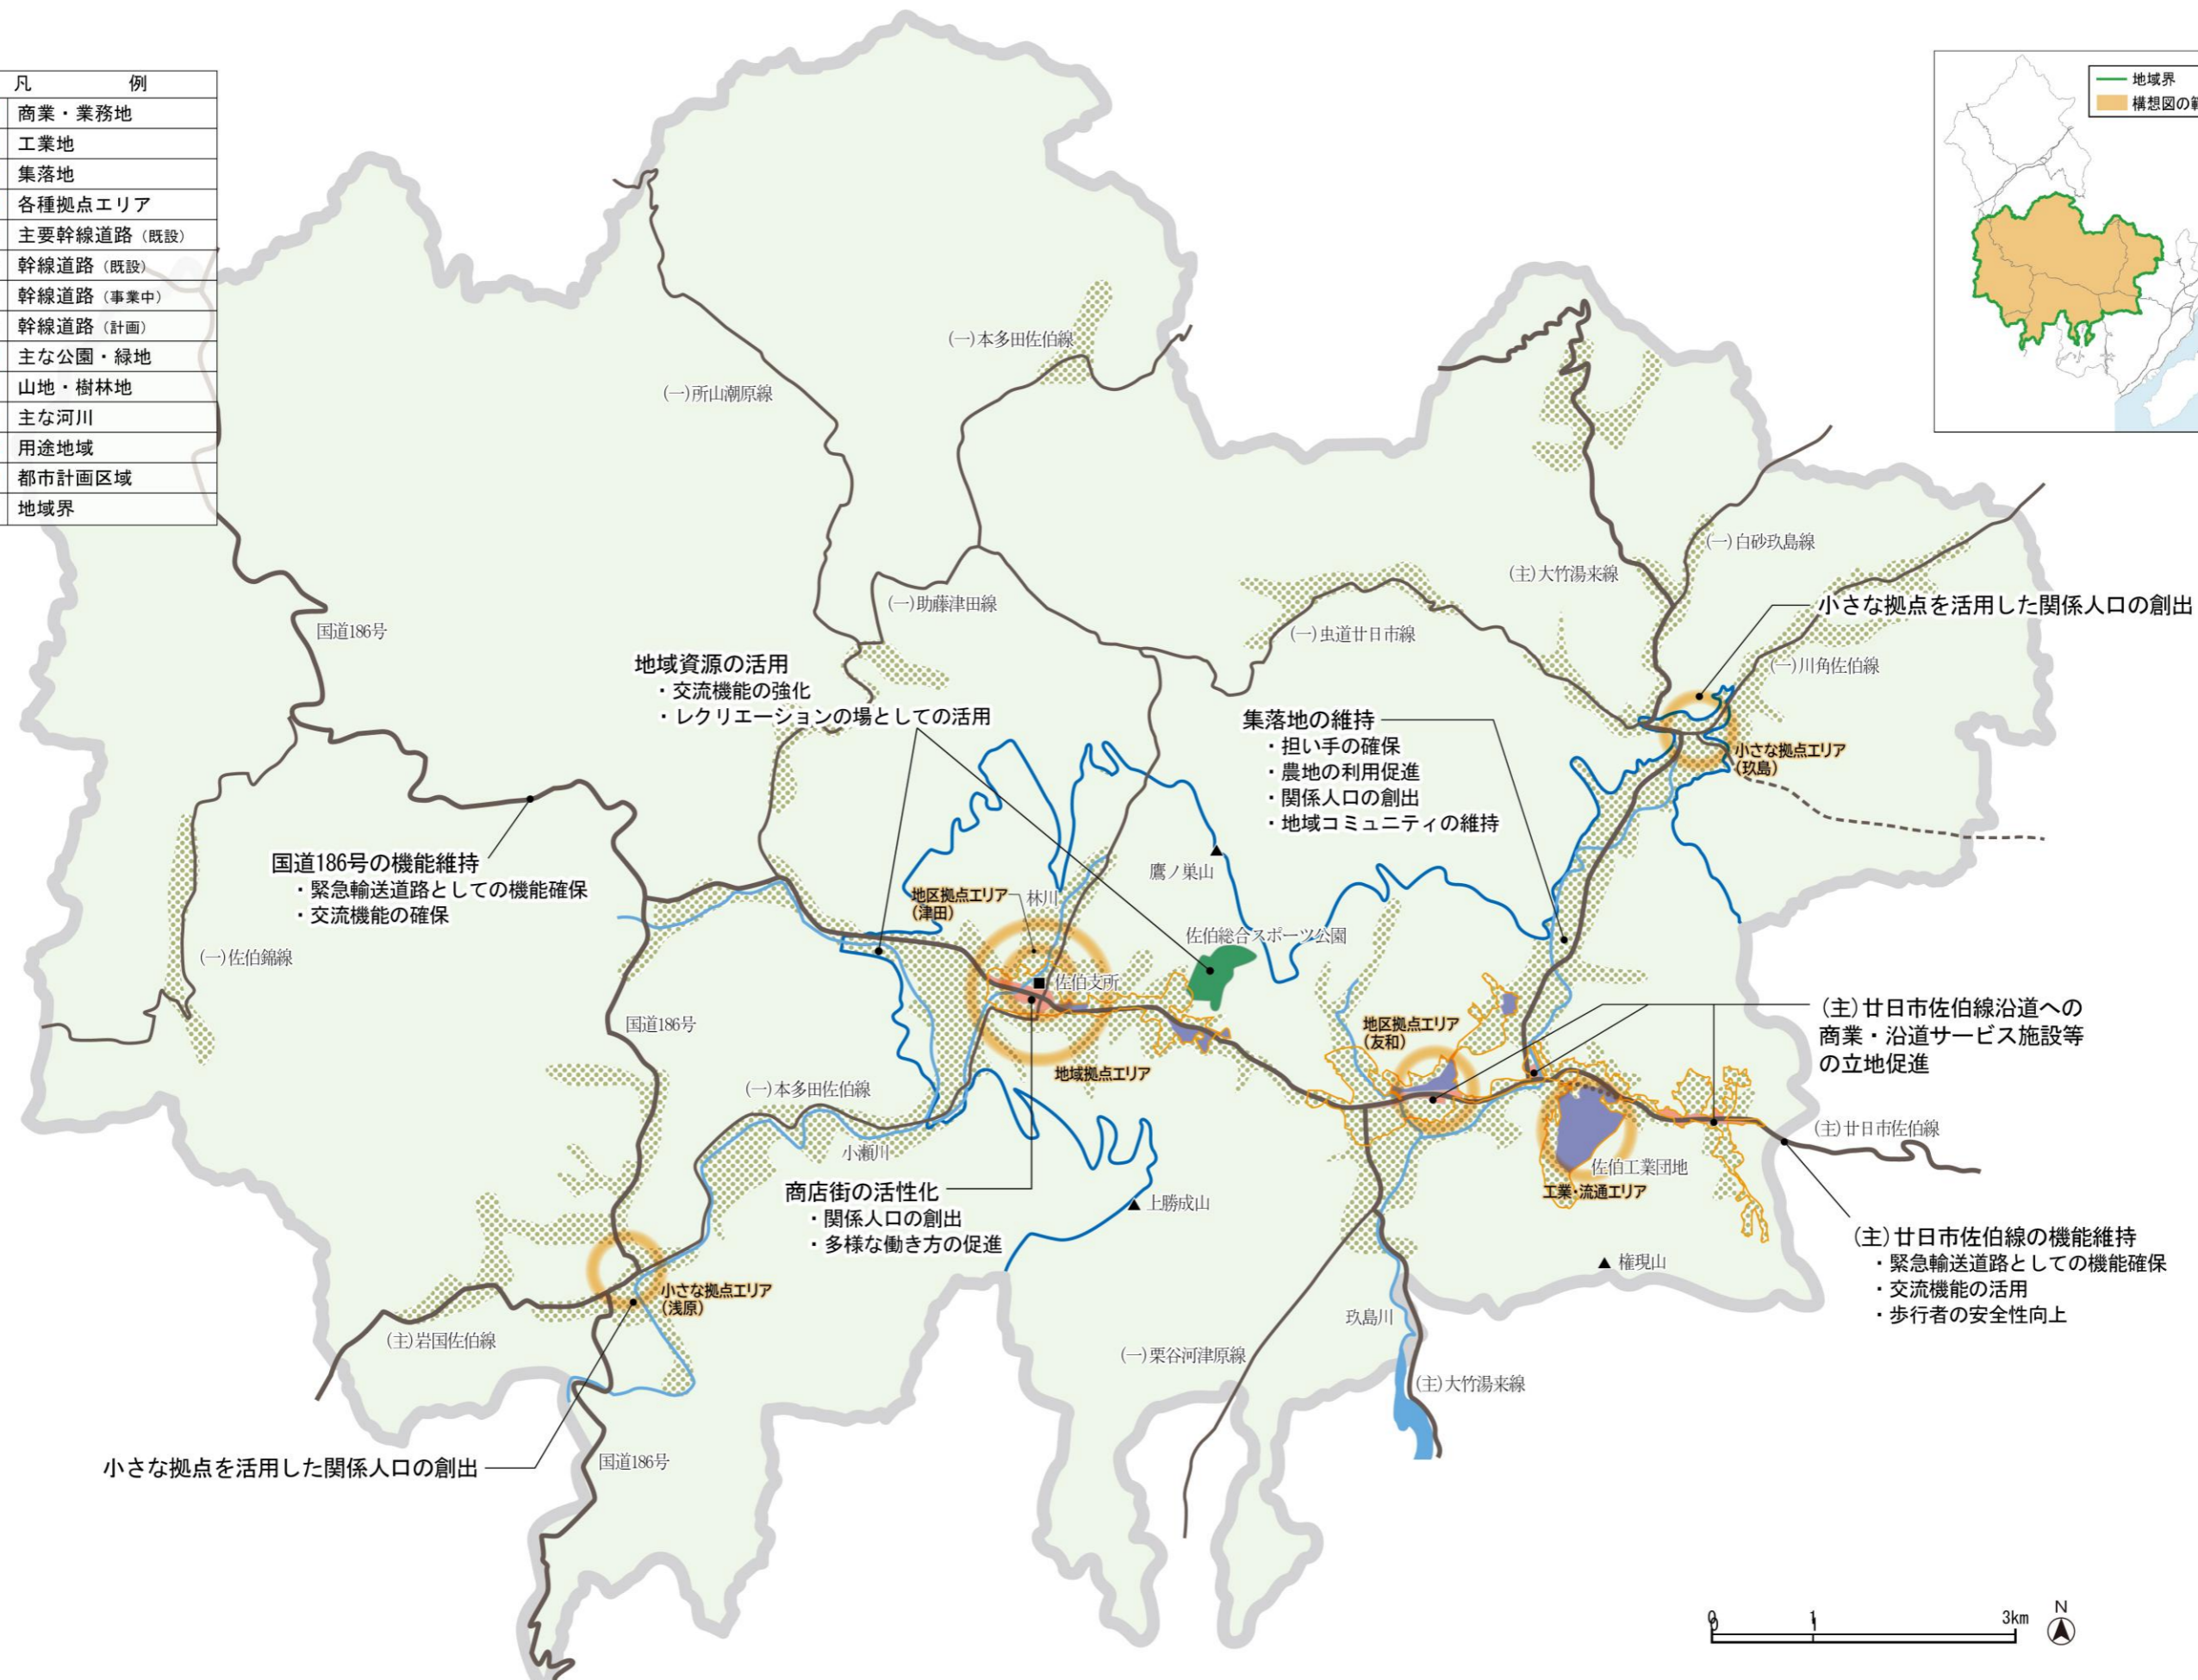 凡　例
商業・業務地
工業地
集落地
各種拠点エリア
主要幹線道路（既設）
幹線道路（既設）
幹線道路（事業中）
幹線道路（計画）
主な公園・緑地
山地・樹林地
主な河川
用途地域
都市計画区域
地域界
地域界
構想図の
(一)本多田佐伯線
(一)所山潮原線
(一)白砂玖島線
(主)大竹湯来線
(一)助藤津田線
小さな拠点を活用した関係人口の創出
国道186号
(一)虫道廿日市線
(一)川角佐伯線
地域資源の活用
・交流機能の強化
・レクリエーションの場としての活用
集落地の維持
・担い手の確保
・農地の利用促進
・関係人口の創出
・地域コミュニティの維持
小さな拠点エリア
(玖島)
国道186号の機能維持
・緊急輸送道路としての機能確保
・交流機能の確保
鷹ノ巣山
地区拠点エリア
(津田)
林川
佐伯総合スポーツ公園
(一)佐伯錦線
佐伯支所
国道186号
地区拠点エリア
(友和)
(主)廿日市佐伯線沿道への
商業・沿道サービス施設等
の立地促進
地域拠点エリア
(一)本多田佐伯線
小瀬川
(主)廿日市佐伯線
佐伯工業団地
工業・流通エリア
商店街の活性化
・関係人口の創出
・多様な働き方の促進
上勝成山
(主)廿日市佐伯線の機能維持
・緊急輸送道路としての機能確保
・交流機能の活用
・歩行者の安全性向上
権現山
小さな拠点エリア
(浅原)
玖島川
(主)岩国佐伯線
(一)栗谷河津原線
(主)大竹湯来線
小さな拠点を活用した関係人口の創出
国道186号
0 1 3km
N